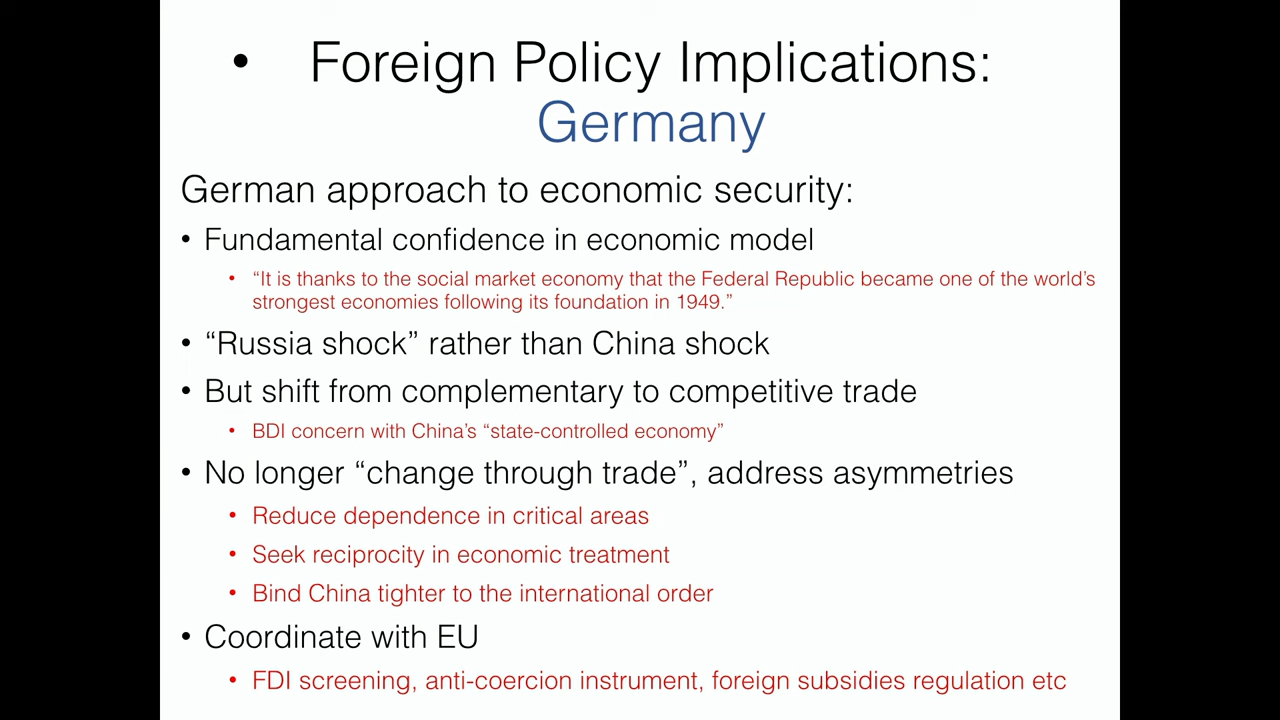 • Foreign Policy Implications:
Germany
German approach to economic security:
• Fundamental confidence in economic model
• “It is thanks to the social market economy that the Federal Republic became one of the world’s
strongest economies following its foundation in 1949.”
• “Russia shock” rather than China shock
• But shift from complementary to competitive trade
• BDI concern with China’s “state-controlled economy”
• No longer “change through trade”, address asymmetries
• Reduce dependence in critical areas
• Seek reciprocity in economic treatment
• Bind China tighter to the international order
• Coordinate with EU
• FDI screening, anti-coercion instrument, foreign subsidies regulation etc